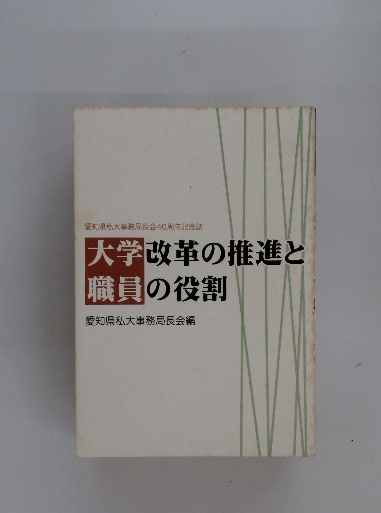 愛知県私大事務局長会40周年記念誌
大学改革の推進と
職員の役割
愛知県私大事務局長会編